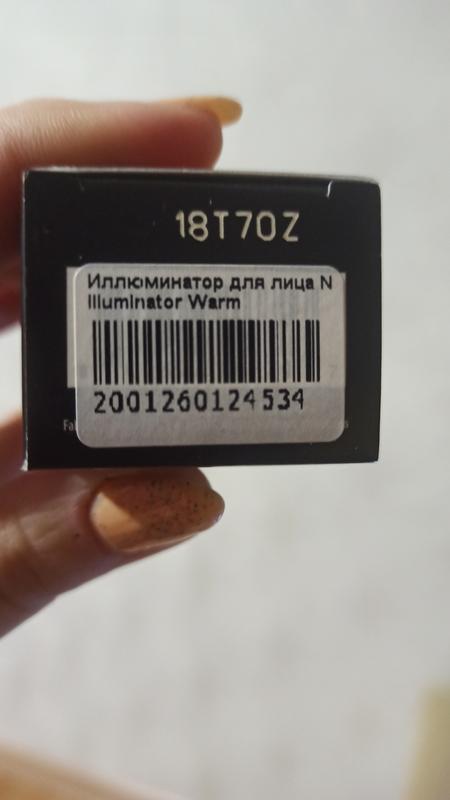 18T70Z
Иллюминатор для лица N
Illuminator Warm
2001260124534